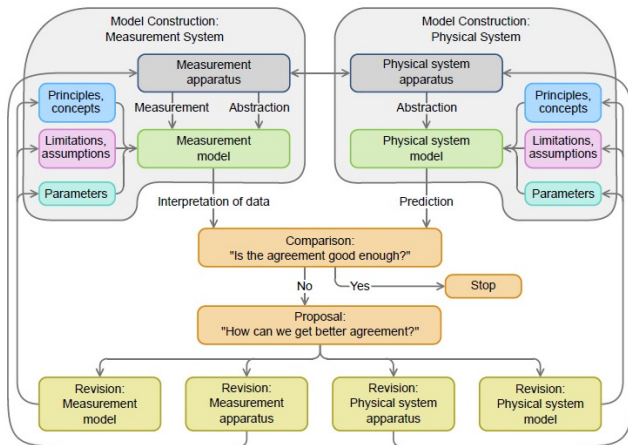 Model Construction:
Measurement System
Model Construction:
Physical System
Measurement
apparatus
Physical system
apparatus
Principles,
concepts
Measurement
Abstraction
Abstraction
Principles,
concepts
Limitations,
assumptions
Measurement
model
Physical system
model
Limitations,
assumptions
Parameters
Parameters
Interpretation of data
Prediction
Comparison:
"Is the agreement good enough?"
No
Yes
Stop
Proposal:
"How can we get better agreement?"
Revision:
Measurement
model
Revision:
Measurement
apparatus
Revision:
Physical system
apparatus
Revision:
Physical system
model